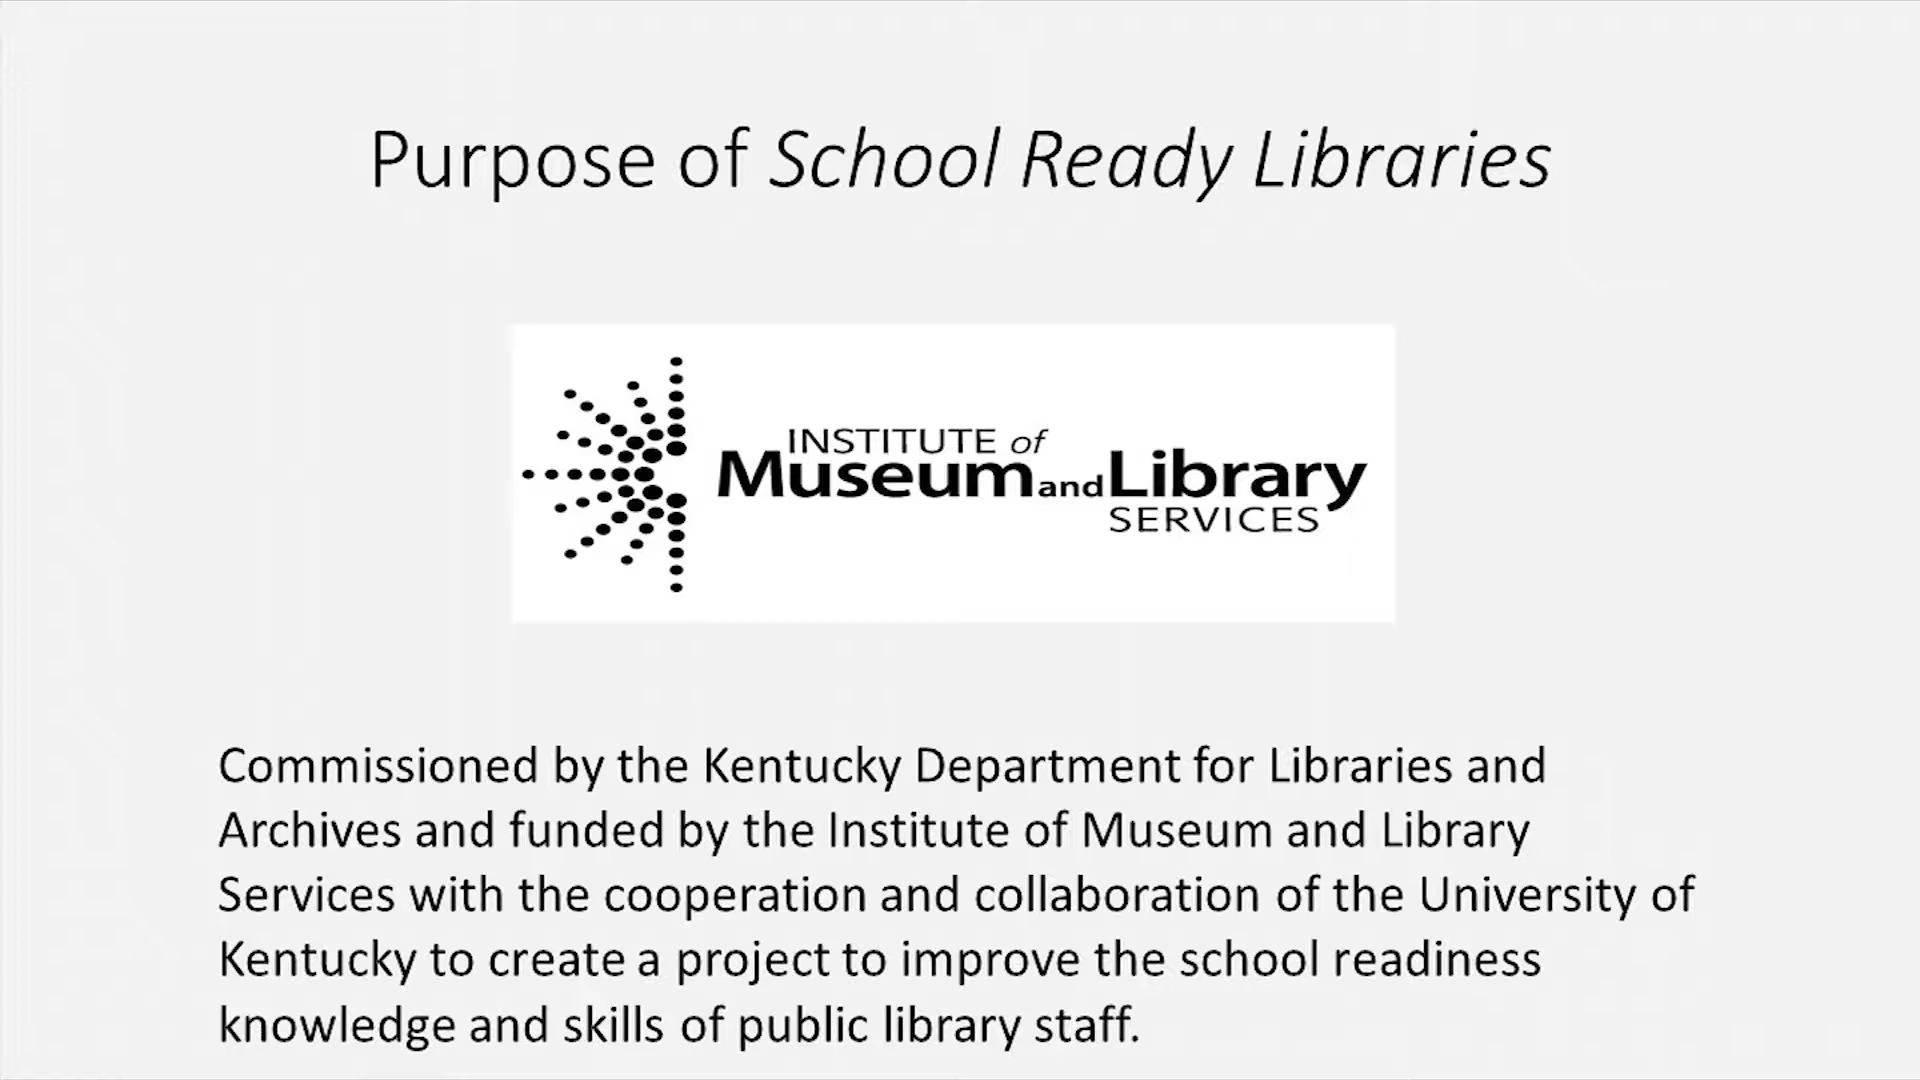 Purpose of School Ready Libraries
INSTITUTE of
Museum and Library
SERVICES
Commissioned by the Kentucky Department for Libraries and
Archives and funded by the Institute of Museum and Library
Services with the cooperation and collaboration of the University of
Kentucky to create a project to improve the school readiness
knowledge and skills of public library staff.